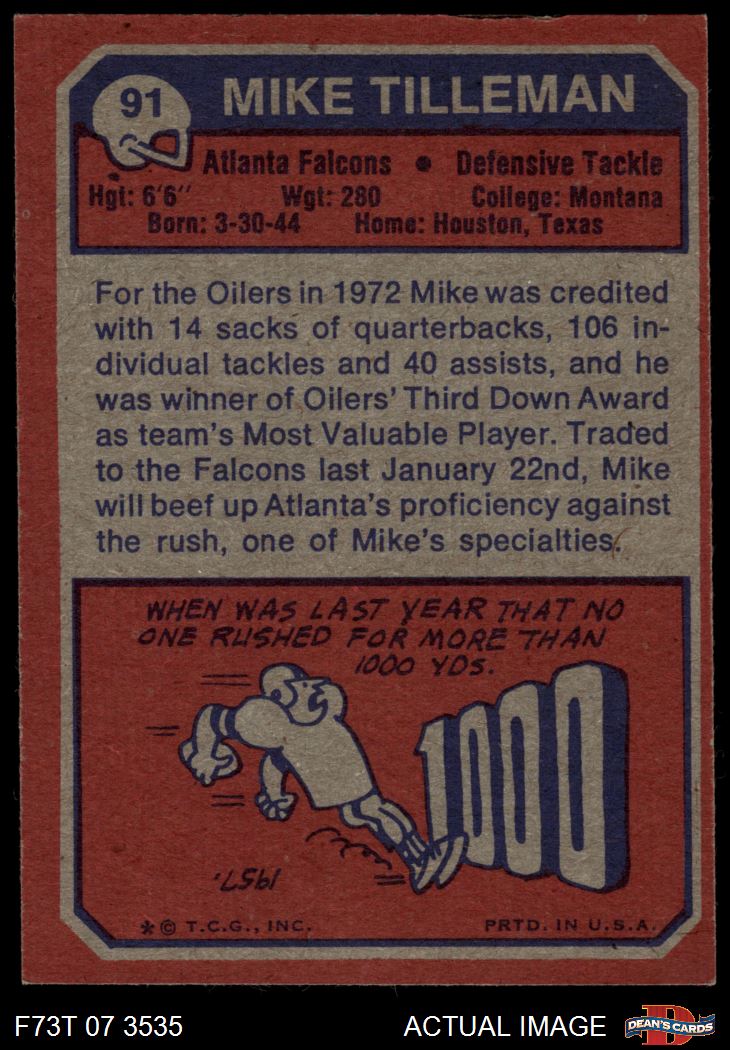 91 MIKE TILLEMAN
Atlanta Falcons • Defensive Tackle
Hgt: 6'6" Wgt: 280 College: Montana
Born: 3-30-44 Home: Houston, Texas
For the Oilers in 1972 Mike was credited
with 14 sacks of quarterbacks, 106 in-
dividual tackles and 40 assists, and he
was winner of Oilers' Third Down Award
as team's Most Valuable Player. Traded
to the Falcons last January 22nd, Mike
will beef up Atlanta's proficiency against
the rush, one of Mike's specialties.
WHEN WAS LAST YEAR THAT NO
ONE RUSHED FOR MORE THAN
1000 YDS.
1000
1957.
* © T.C.G., INC. PRTD. IN U.S.A.
F73T 07 3535 ACTUAL IMAGE D DEAN'S CARDS